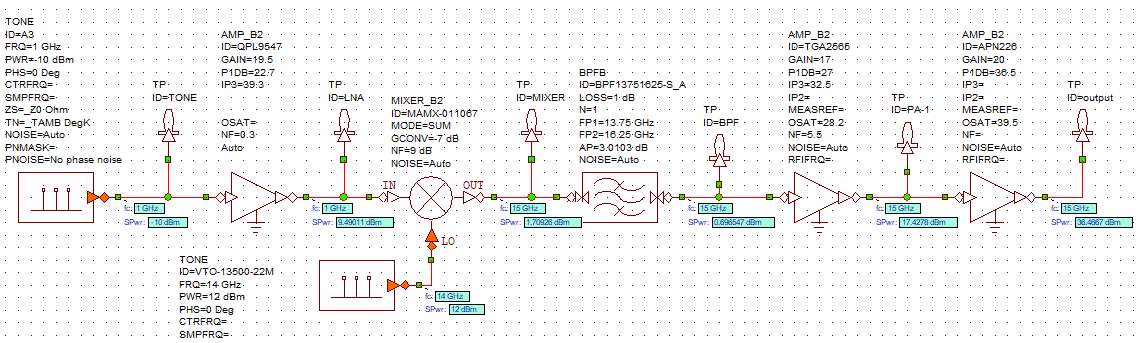 TONE
ID=A3
FRQ=1 GHz
PWR=-10 dBm
PHS=0 Deg
CTRFRQ=
SMPFRQ=
ZS=_Z0 Ohm
TN=_TAMB DegK
NOISE=Auto
PNMASK=
PNOISE=No phase noise
TP
ID=TONE
AMP_B2
ID=QPL9547
GAIN=19.5
P1DB=22.7
IP3=39.3
OSAT=
NF=0.3
Auto
TP
ID=LNA
MIXER_B2
ID=MAMX-011067
MODE=SUM
GCONV=-7 dB
NF=9 dB
NOISE=Auto
TP
ID=MIXER
BPFB
ID=BPF13751625-S_A
LOSS=1 dB
N=1
FP1=13.75 GHz
FP2=16.25 GHz
AP=3.0103 dB
NOISE=Auto
TP
ID=BPF
AMP_B2
ID=TGA2565
GAIN=17
P1DB=27
IP3=32.5
IP2=
MEASREF=
OSAT=28.2
NF=5.5
NOISE=Auto
RFIFRQ=
TP
ID=PA-1
AMP_B2
ID=APN226
GAIN=20
P1DB=36.5
IP3=
IP2=
MEASREF=
OSAT=39.5
NF=
NOISE=Auto
RFIFRQ=
TP
ID=output
IN
OUT
LO
fc: 1 GHz
SPwr: -10 dBm
fc: 1 GHz
SPwr: 9.49011 dBm
fc: 15 GHz
SPwr: 1.70926 dBm
fc: 15 GHz
SPwr: 0.696547 dBm
fc: 15 GHz
SPwr: 17.4278 dBm
fc: 15 GHz
SPwr: 36.4667 dBm
TONE
ID=VTO-13500-22M
FRQ=14 GHz
PWR=12 dBm
PHS=0 Deg
CTRFRQ=
SMPFRQ=
fc: 14 GHz
SPwr: 12 dBm